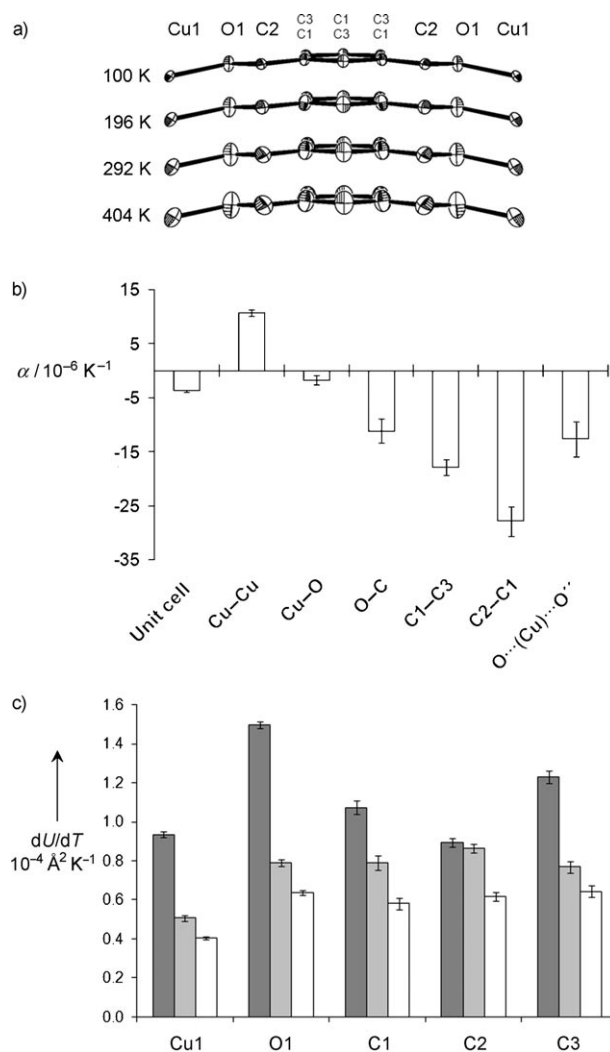 a)
Cu1 O1 C2 C3 C1 C3 C2 O1 Cu1
C1 C3 C1
100 K
196 K
292 K
404 K
b)
15
5
α / 10⁻⁶ K⁻¹
-5
-15
-25
-35
Unit cell Cu–Cu Cu–O O–C C1–C3 C2–C1 O···(Cu)···O''
c)
1.6
1.4
1.2
1.0
dU/dT
0.8
10⁻⁴ Å² K⁻¹
0.6
0.4
0.2
0.0
Cu1 O1 C1 C2 C3